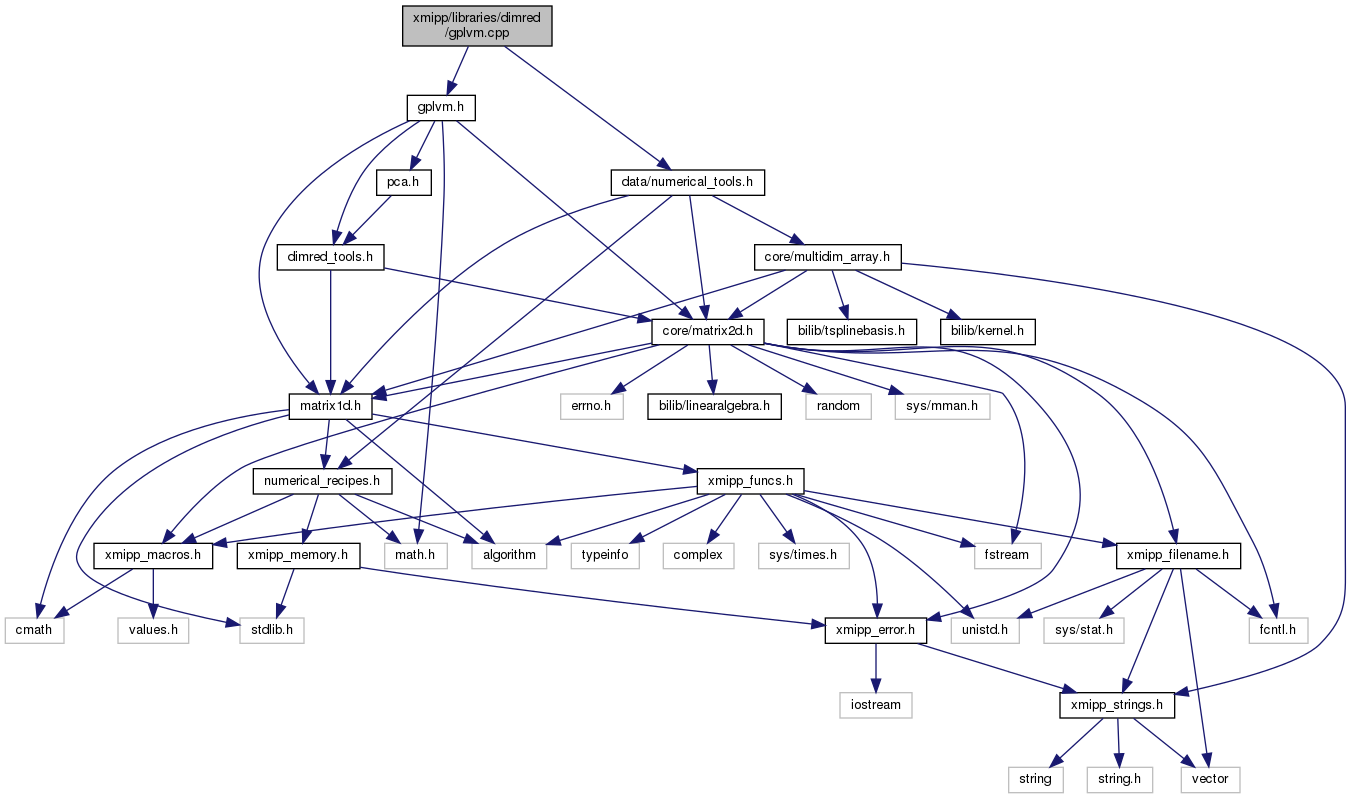 xmipp/libraries/dimred
/gplvm.cpp
gplvm.h
pca.h
data/numerical_tools.h
dimred_tools.h
core/multidim_array.h
core/matrix2d.h
bilib/tsplinebasis.h
bilib/kernel.h
matrix1d.h
errno.h
bilib/linearalgebra.h
random
sys/mman.h
numerical_recipes.h
xmipp_funcs.h
xmipp_macros.h
xmipp_memory.h
math.h
algorithm
typeinfo
complex
sys/times.h
fstream
xmipp_filename.h
cmath
values.h
stdlib.h
xmipp_error.h
unistd.h
sys/stat.h
fcntl.h
iostream
xmipp_strings.h
string
string.h
vector